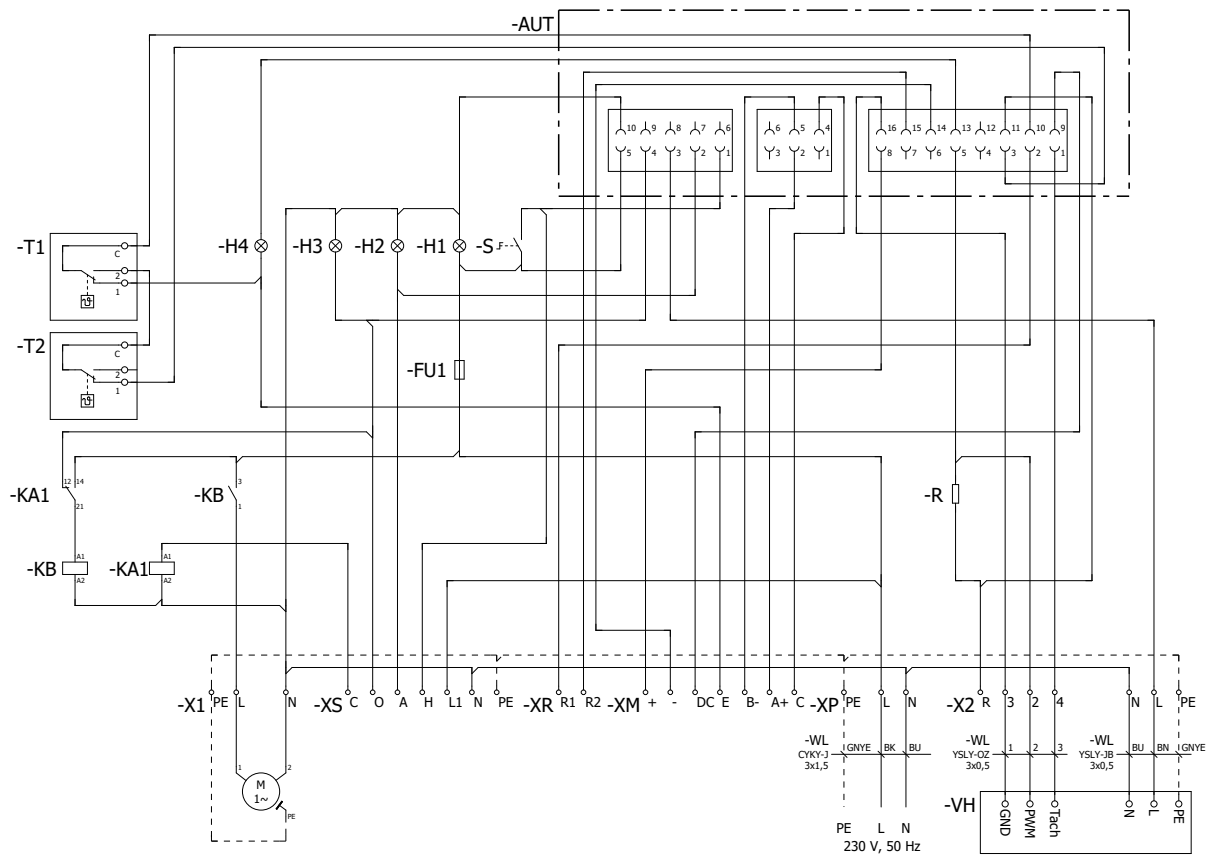 -AUT
10 9 8 7 6
5 4 3 2 1
6 5 4
3 2 1
16 15 14 13 12 11 10 9
8 7 6 5 4 3 2 1
-T1
C
2
1
-H4
-H3
-H2
-H1
-S
-T2
C
2
1
-FU1
-KA1
12 14
21
-KB
3
1
-R
-KB
A1
A2
-KA1
A1
A2
-X1 PE L N
-XS C O A H L1 N PE
-XR R1 R2
-XM + - DC E B- A+ C
-XP PE L N
-X2 R 3 2 4 N L PE
-WL
CYKY-J
3x1,5
GNYE BK BU
-WL
YSLY-OZ
3x0,5
1 2 3
-WL
YSLY-JB
3x0,5
BU BN GNYE
1
2
M
1~
PE
-VH
GND PWM Tach N L PE
PE L N
230 V, 50 Hz